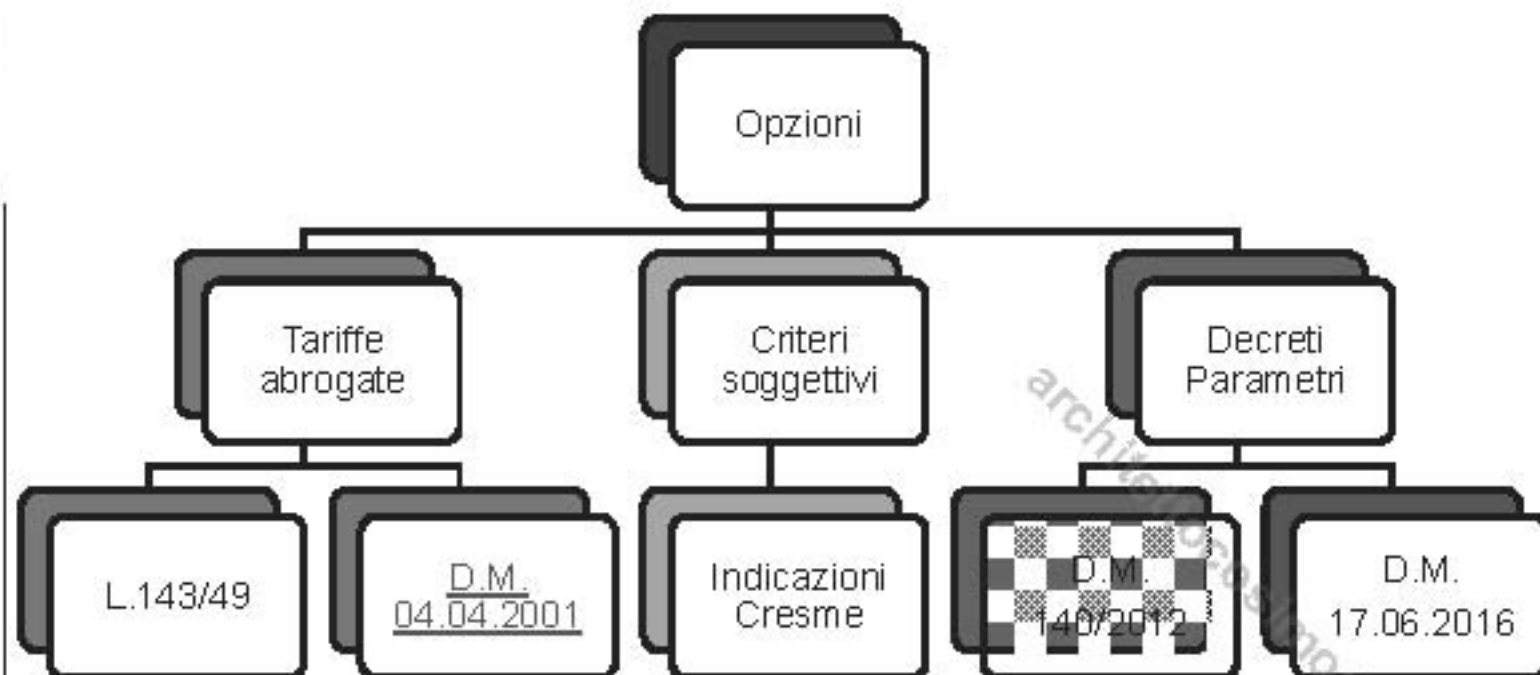 Opzioni
Tariffe
abrogate
Criteri
soggettivi
Decreti
Parametri
L.143/49
D.M.
04.04.2001
Indicazioni
Cresme
D.M.
140/2012
D.M.
17.06.2016
architettocosimo